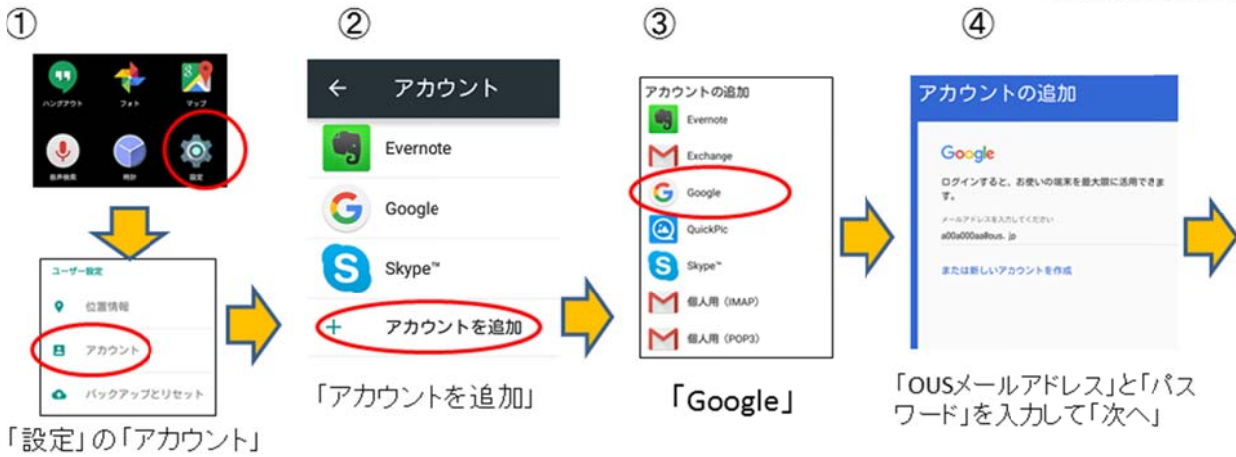 ①
ハングアウト
フォト
マップ
音声検索
時計
設定
ユーザー設定
位置情報
アカウント
バックアップとリセット
「設定」の「アカウント」
②
アカウント
Evernote
Google
Skype™
アカウントを追加
「アカウントを追加」
③
アカウントの追加
Evernote
Exchange
Google
QuickPic
Skype™
個人用（IMAP）
個人用（POP3）
「Google」
④
アカウントの追加
Google
ログインすると、お使いの端末を最大限に活用できま
す。
メールアドレスを入力してください
または新しいアカウントを作成
「OUSメールアドレス」と「パス
ワード」を入力して「次へ」